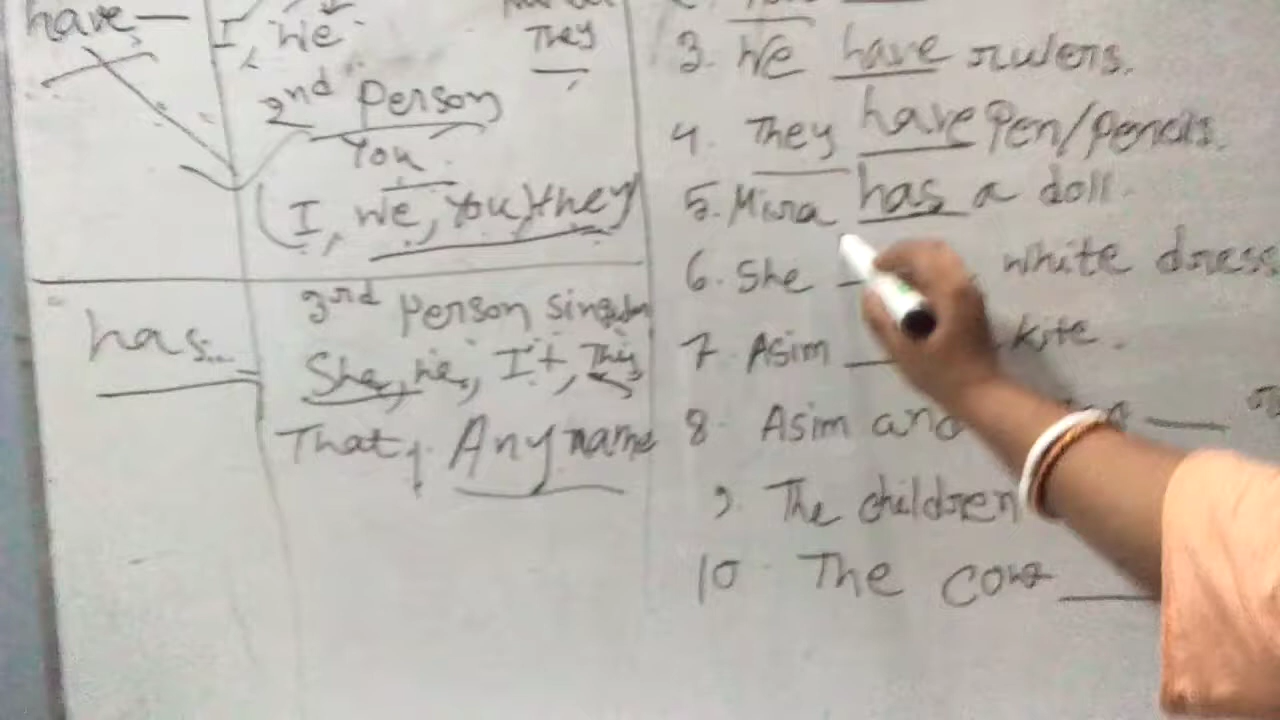 have — I, We They
2nd Person
You
(I, We, You, they)
has
3rd Person singular
She, he, It, This
That, Any name
3. We have rulers.
4. They have Pen/pencils.
5. Mira has a doll.
6. She white dress
7. Asim kite.
8. Asim and
9. The children
10. The cow